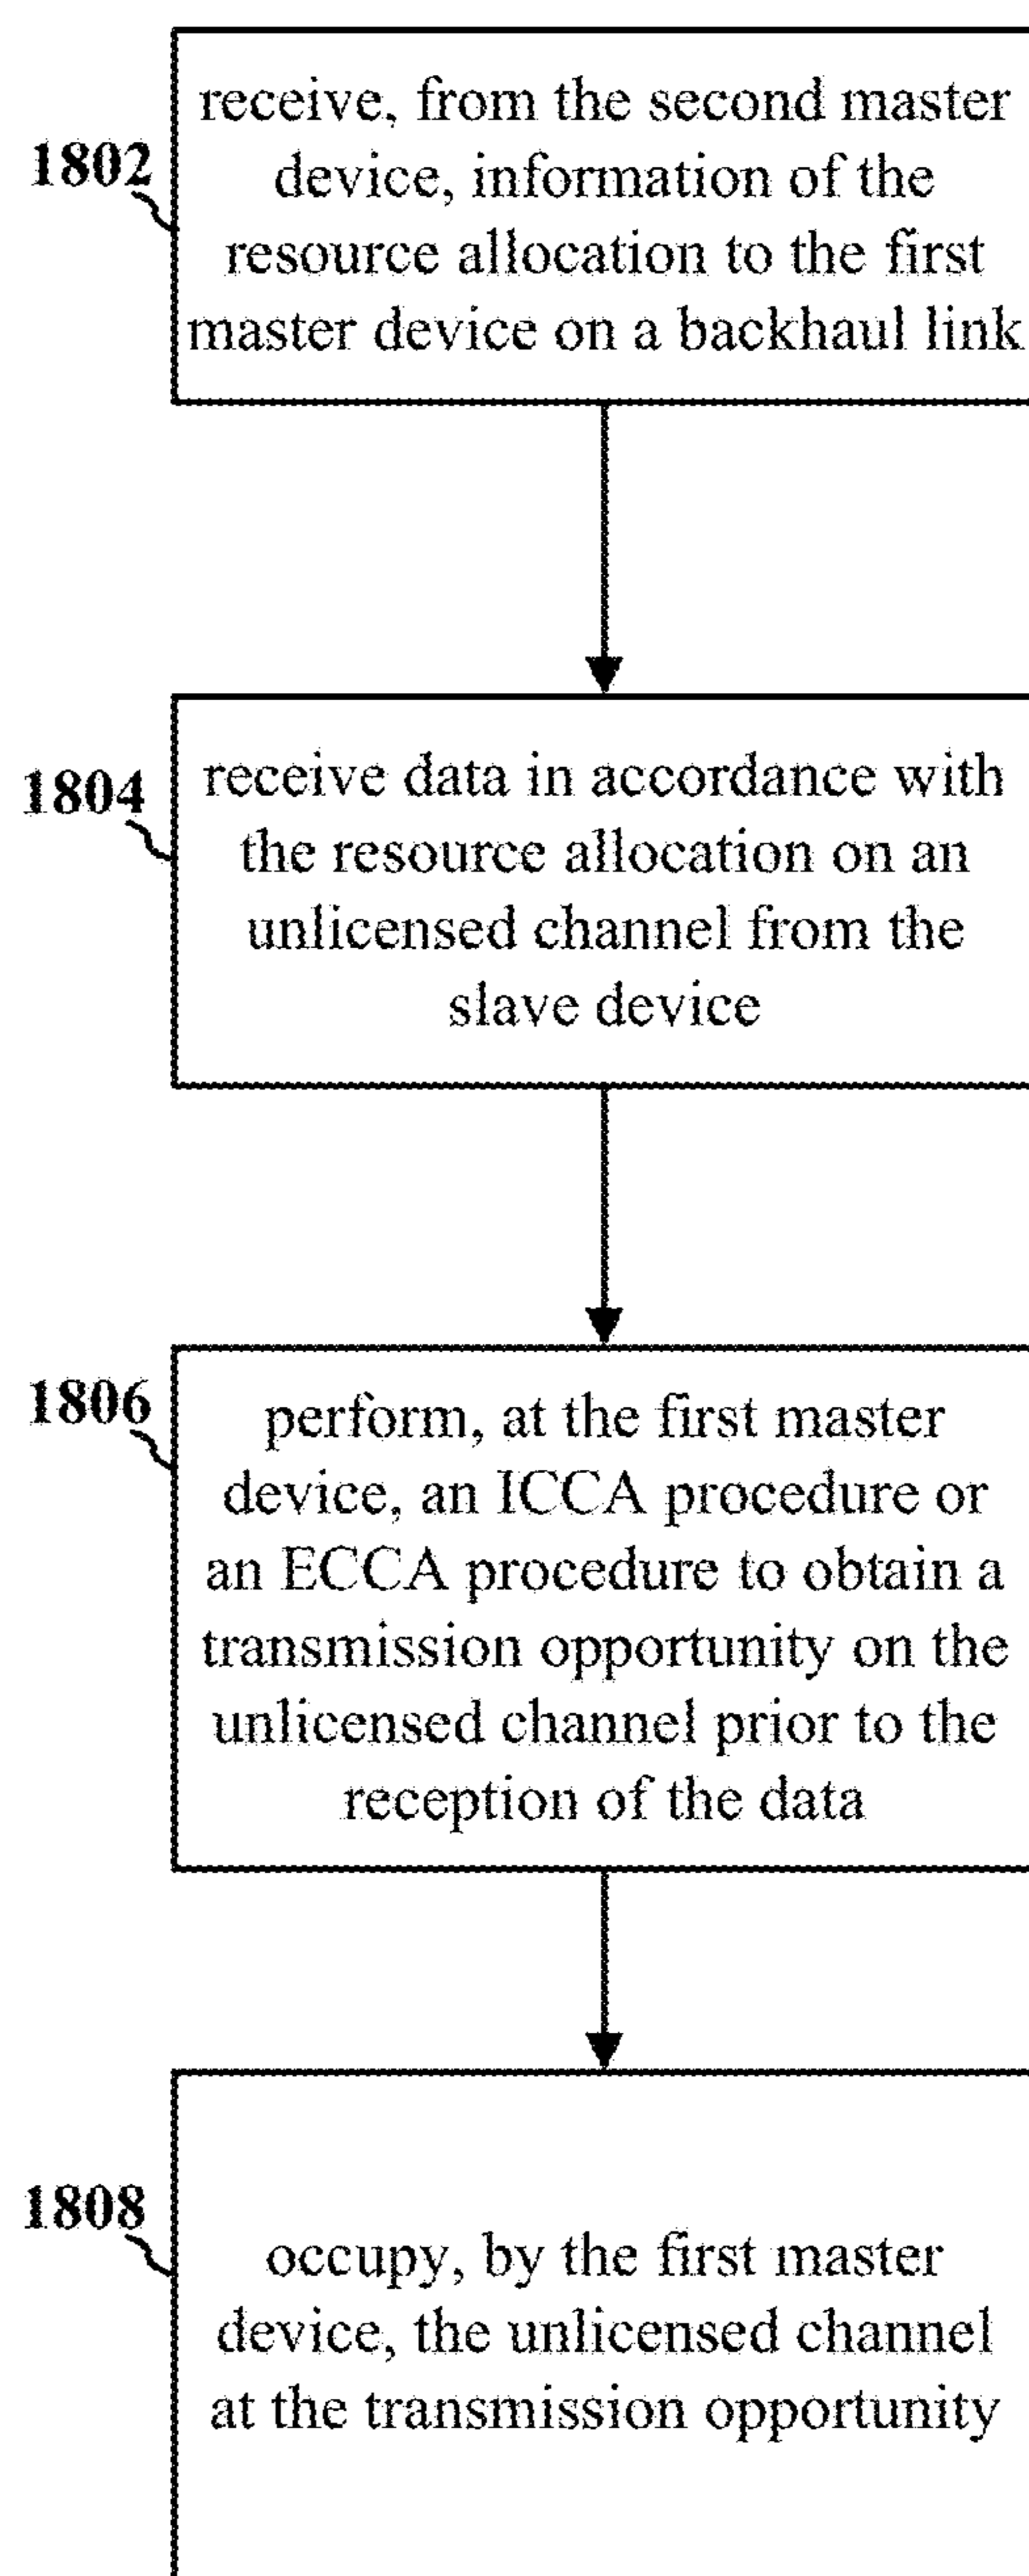 receive, from the second master
1802
device, information of the
resource allocation to the first
master device on a backhaul link
1804
receive data in accordance with
the resource allocation on an
unlicensed channel from the
slave device
1806
perform, at the first master
device, an ICCA procedure or
an ECCA procedure to obtain a
transmission opportunity on the
unlicensed channel prior to the
reception of the data
1808
occupy, by the first master
device, the unlicensed channel
at the transmission opportunity